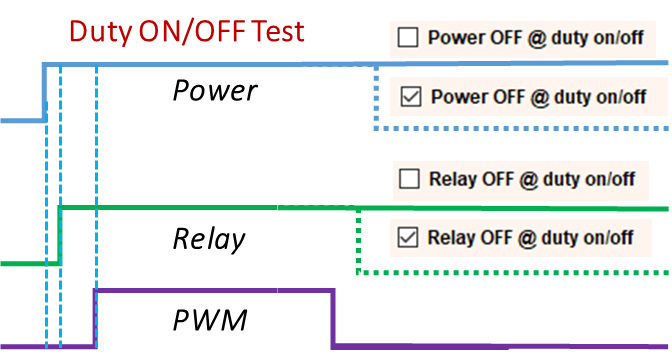 Duty ON/OFF Test
Power OFF @ duty on/off
Power
Power OFF @ duty on/off
Relay OFF @ duty on/off
Relay
Relay OFF @ duty on/off
PWM